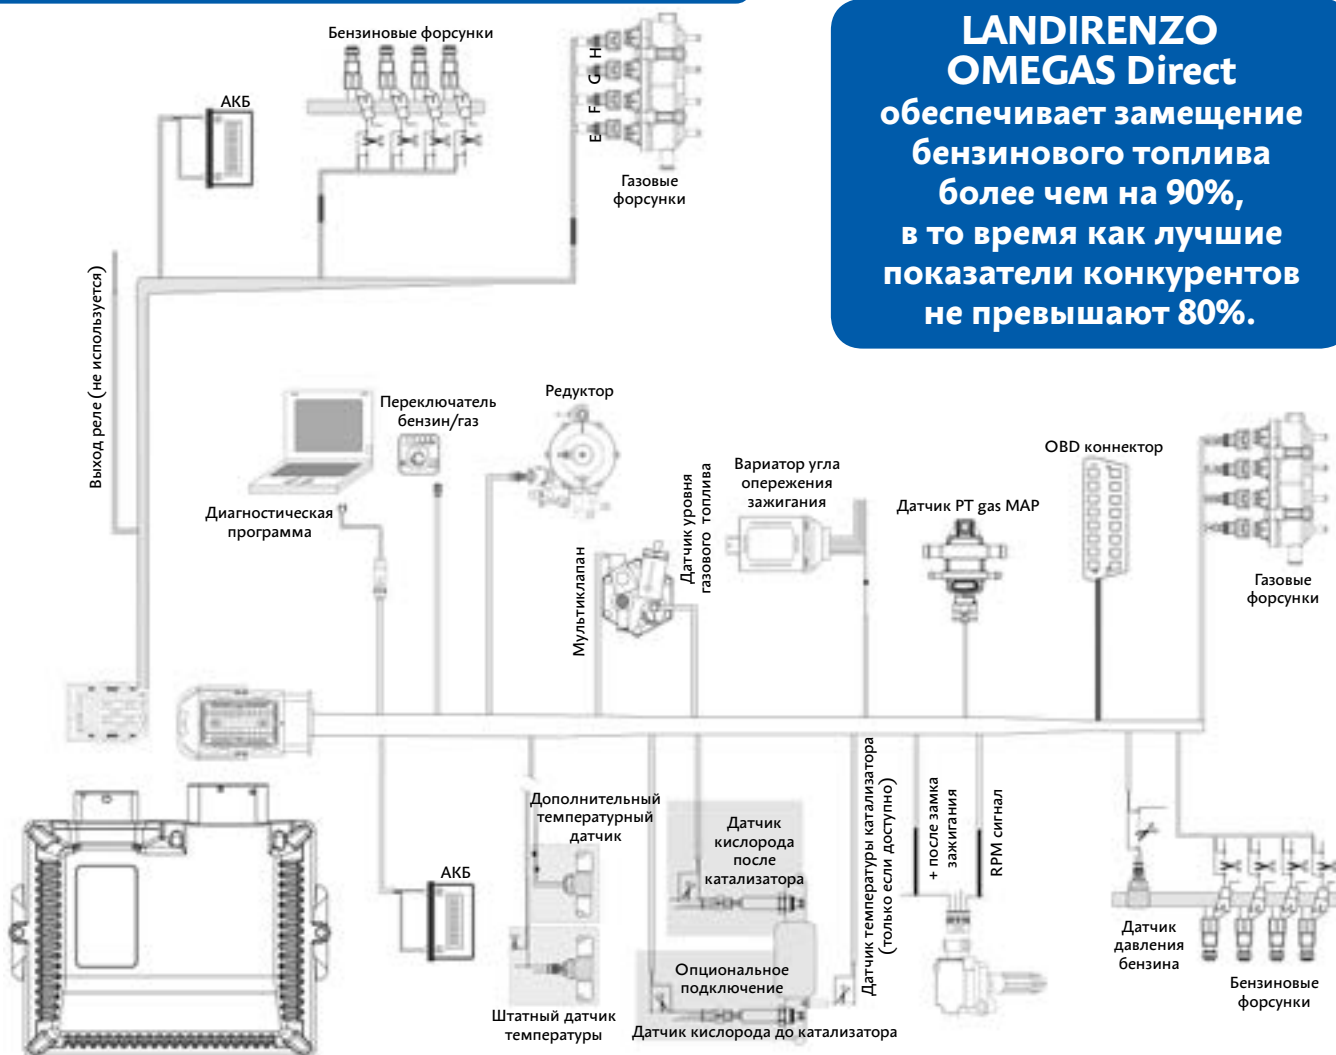 LANDIRENZO
OMEGAS Direct
обеспечивает замещение
бензинового топлива
более чем на 90%,
в то время как лучшие
показатели конкурентов
не превышают 80%.
Бензиновые форсунки
АКБ
H
G
F
E
Газовые
форсунки
Выход реле (не используется)
Диагностическая
программа
Переключатель
бензин/газ
Редуктор
Мультиклапан
Датчик уровня
газового топлива
Вариатор угла
опережения
зажигания
Датчик PT gas MAP
OBD коннектор
Газовые
форсунки
АКБ
Дополнительный
температурный
датчик
Штатный датчик
температуры
Датчик
кислорода
после
катализатора
Опциональное
подключение
Датчик кислорода до катализатора
Датчик температуры катализатора
(только если доступно)
+ после замка
зажигания
RPM сигнал
Датчик
давления
бензина
Бензиновые
форсунки